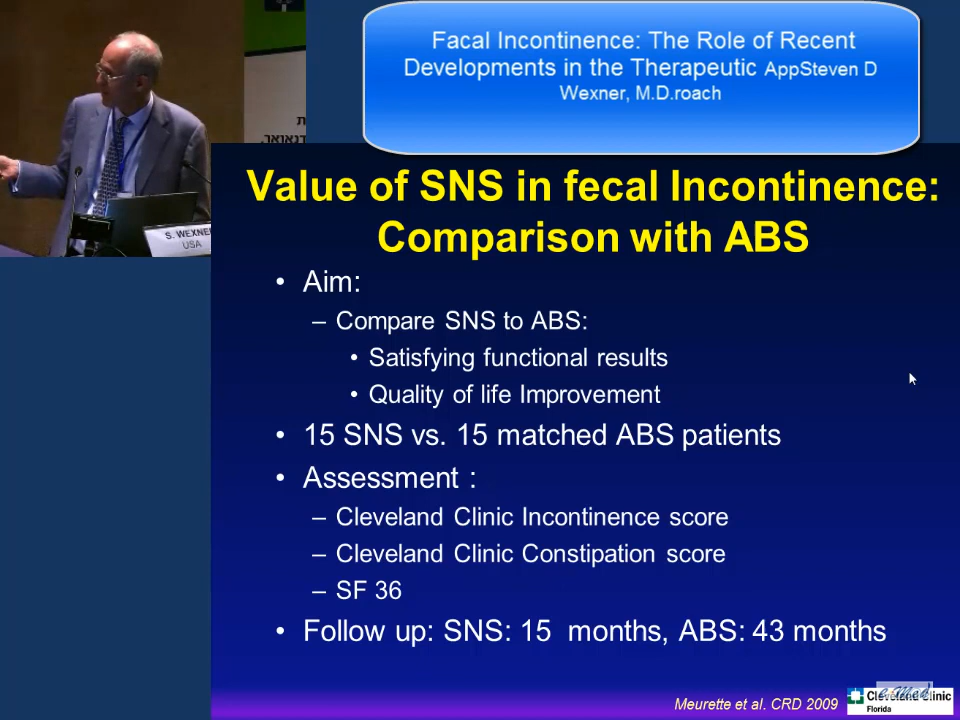 Facal Incontinence: The Role of Recent
Developments in the Therapeutic AppSteven D
Wexner, M.D.roach
S. WEXNER
USA
Value of SNS in fecal Incontinence:
Comparison with ABS
• Aim:
– Compare SNS to ABS:
• Satisfying functional results
• Quality of life Improvement
• 15 SNS vs. 15 matched ABS patients
• Assessment :
– Cleveland Clinic Incontinence score
– Cleveland Clinic Constipation score
– SF 36
• Follow up: SNS: 15 months, ABS: 43 months
Meurette et al. CRD 2009
Cleveland Clinic
Florida